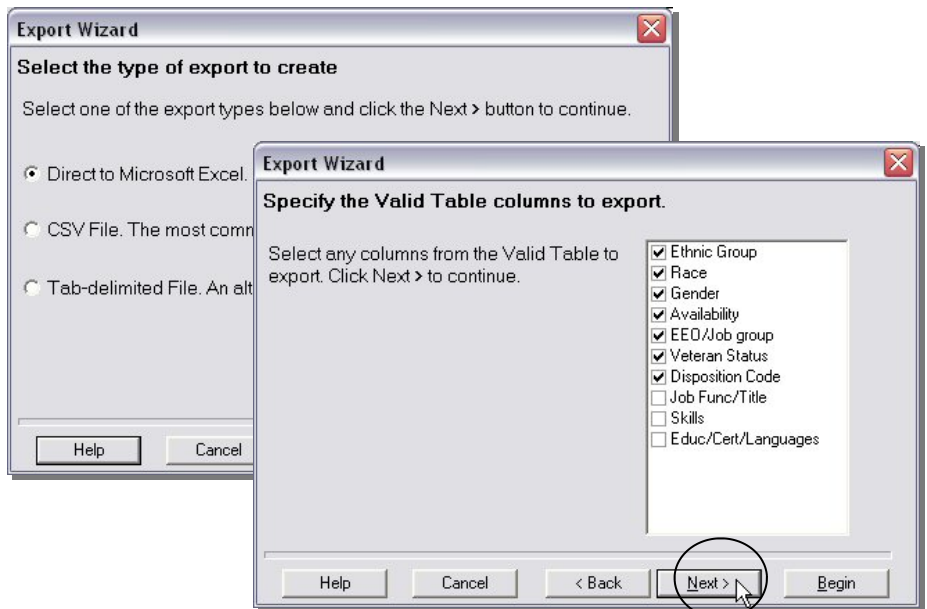 Export Wizard
Select the type of export to create
Select one of the export types below and click the Next > button to continue.
Direct to Microsoft Excel.
CSV File. The most comm
Tab-delimited File. An alt
Help
Cancel
Export Wizard
Specify the Valid Table columns to export.
Select any columns from the Valid Table to
export. Click Next > to continue.
Ethnic Group
Race
Gender
Availability
EEO/Job group
Veteran Status
Disposition Code
Job Func/Title
Skills
Educ/Cert/Languages
Help
Cancel
< Back
Next >
Begin